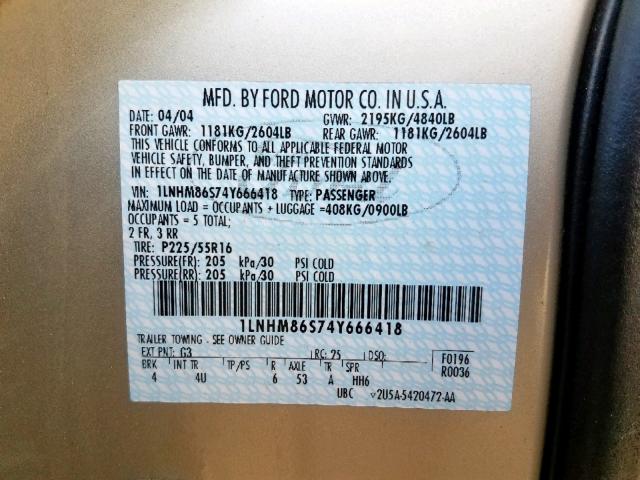 MFD. BY FORD MOTOR CO. IN U.S.A.
DATE: 04/04 GVWR: 2195KG/4840LB
FRONT GAWR: 1181KG/2604LB REAR GAWR: 1181KG/2604LB
THIS VEHICLE CONFORMS TO ALL APPLICABLE FEDERAL MOTOR
VEHICLE SAFETY, BUMPER, AND THEFT PREVENTION STANDARDS
IN EFFECT ON THE DATE OF MANUFACTURE SHOWN ABOVE.
VIN: 1LNHM86S74Y666418 TYPE: PASSENGER
MAXIMUM LOAD = OCCUPANTS + LUGGAGE = 408KG/0900LB
OCCUPANTS = 5 TOTAL;
2 FR, 3 RR
TIRE: P225/55R16
PRESSURE(FR): 205 kPa/30 PSI COLD
PRESSURE(RR): 205 kPa/30 PSI COLD
1LNHM86S74Y666418
TRAILER TOWING - SEE OWNER GUIDE
EXT PNT: G3 RC: 75 DSO: F0196
BRK INT TR TP/PS R AXLE TR SPR R0036
4 4U 6 53 A HH6
UBC V2U5A-5420472-AA